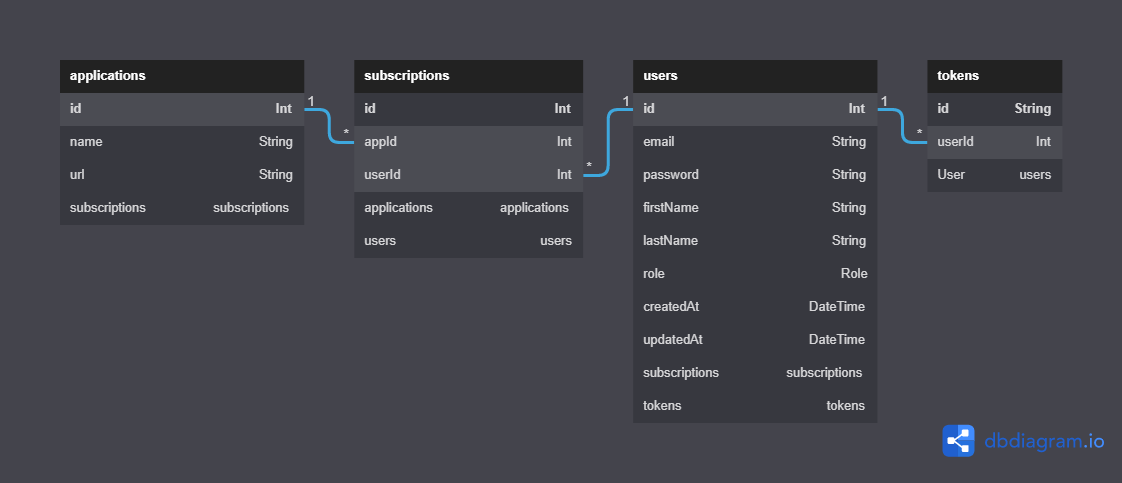 applications
id Int
name String
url String
subscriptions subscriptions
1
*
subscriptions
id Int
appId Int
userId Int
applications applications
users users
*
1
users
id Int
email String
password String
firstName String
lastName String
role Role
createdAt DateTime
updatedAt DateTime
subscriptions subscriptions
tokens tokens
1
*
tokens
id String
userId Int
User users
dbdiagram.io